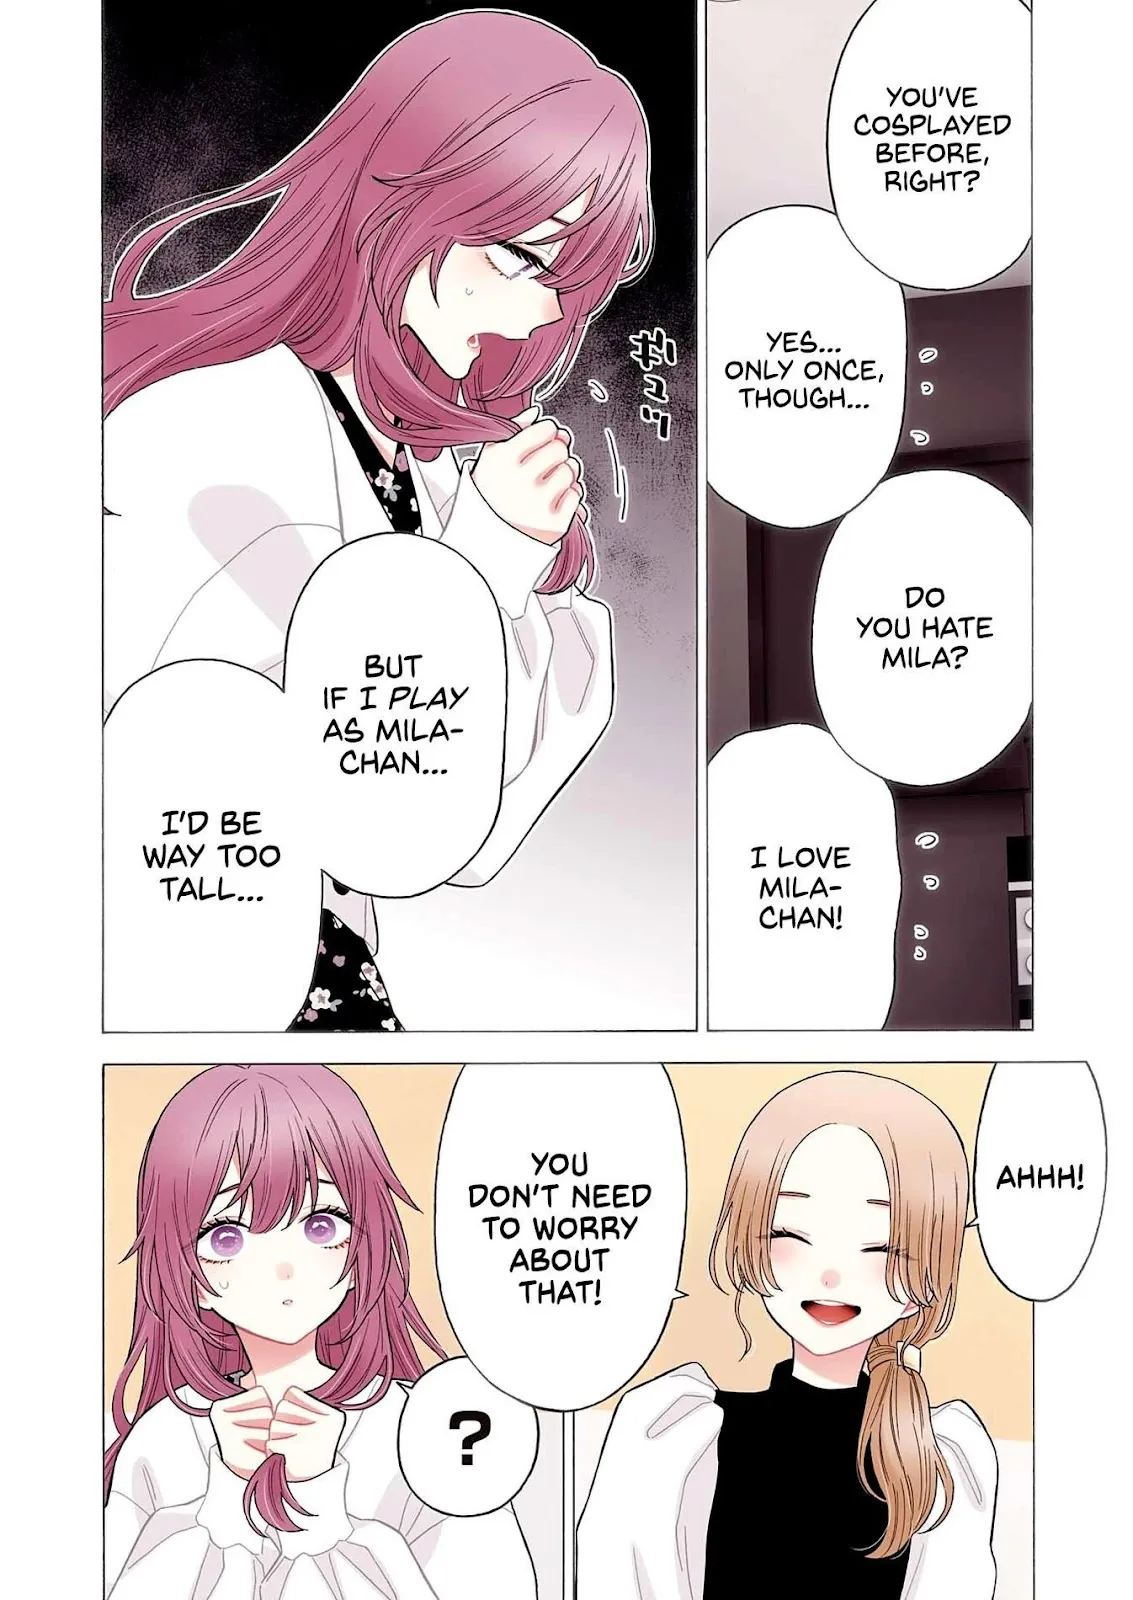 YOU'VE
COSPLAYED
BEFORE,
RIGHT?
YES...
ONLY ONCE,
THOUGH...
DO
YOU HATE
MILA?
I LOVE
MILA-
CHAN!
BUT
IF I PLAY
AS MILA-
CHAN...
I'D BE
WAY TOO
TALL...
AHHH!
YOU
DON'T NEED
TO WORRY
ABOUT
THAT!
?